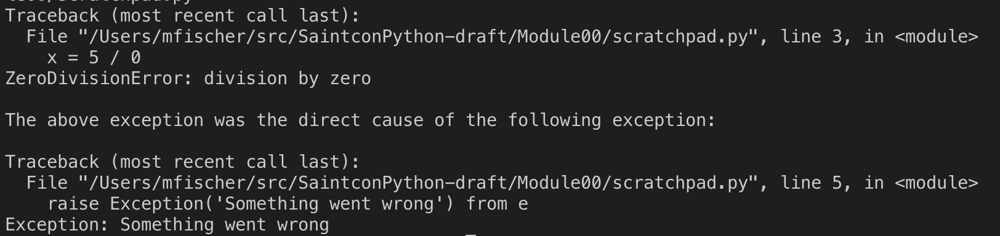 Traceback (most recent call last):
  File "/Users/mfischer/src/SaintconPython-draft/Module00/scratchpad.py", line 3, in <module>
    x = 5 / 0
ZeroDivisionError: division by zero

The above exception was the direct cause of the following exception:

Traceback (most recent call last):
  File "/Users/mfischer/src/SaintconPython-draft/Module00/scratchpad.py", line 5, in <module>
    raise Exception('Something went wrong') from e
Exception: Something went wrong